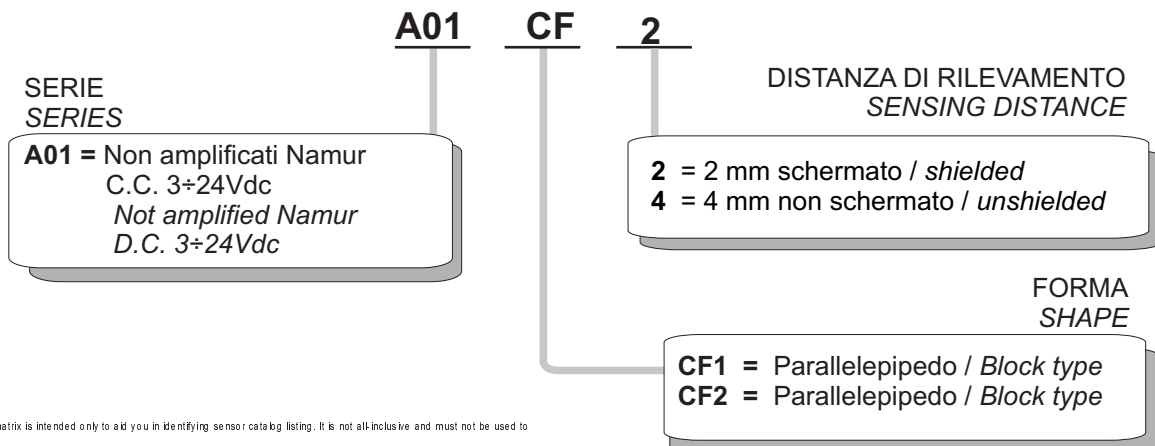 A01 CF 2
SERIE
SERIES
A01 = Non amplificati Namur
C.C. 3÷24Vdc
Not amplified Namur
D.C. 3÷24Vdc
DISTANZA DI RILEVAMENTO
SENSING DISTANCE
2 = 2 mm schermato / shielded
4 = 4 mm non schermato / unshielded
FORMA
SHAPE
CF1 = Parallelepipedo / Block type
CF2 = Parallelepipedo / Block type
matrix is intended only to aid you in identifying sensor catalog listing. It is not all-inclusive and must not be used to